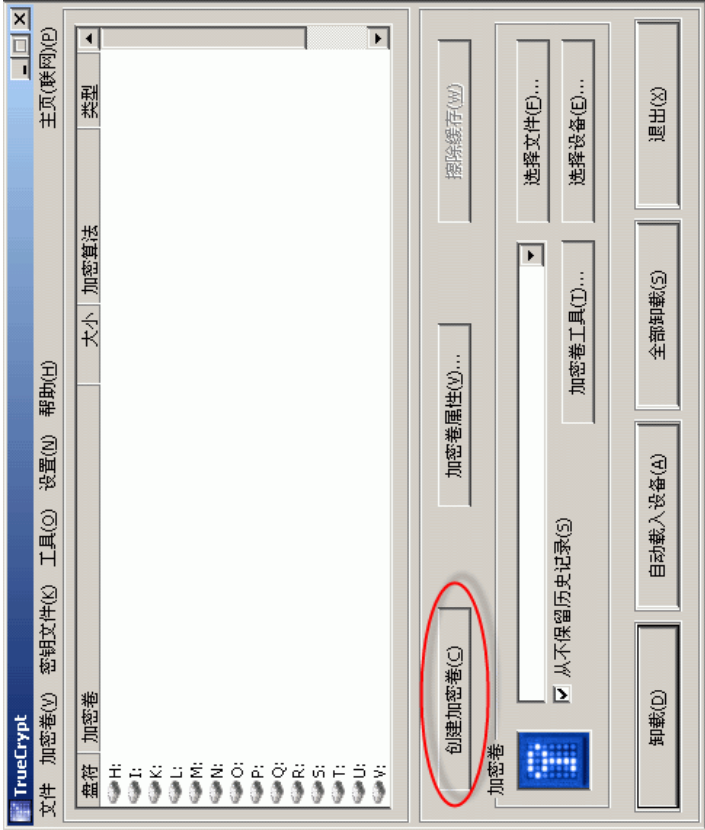 TrueCrypt
文件 加密卷(V) 密钥文件(K) 工具(O) 设置(N) 帮助(H) 主页(联网)(P)
盘符 加密卷 大小 加密算法 类型
H:
I:
K:
L:
M:
N:
O:
P:
Q:
R:
S:
T:
U:
V:
创建加密卷(C) 加密卷属性(V)... 擦除缓存(W)
加密卷
选择文件(F)...
从不保留历史记录(S) 加密卷工具(T)... 选择设备(E)...
卸载(D) 自动载入设备(A) 全部卸载(S) 退出(X)